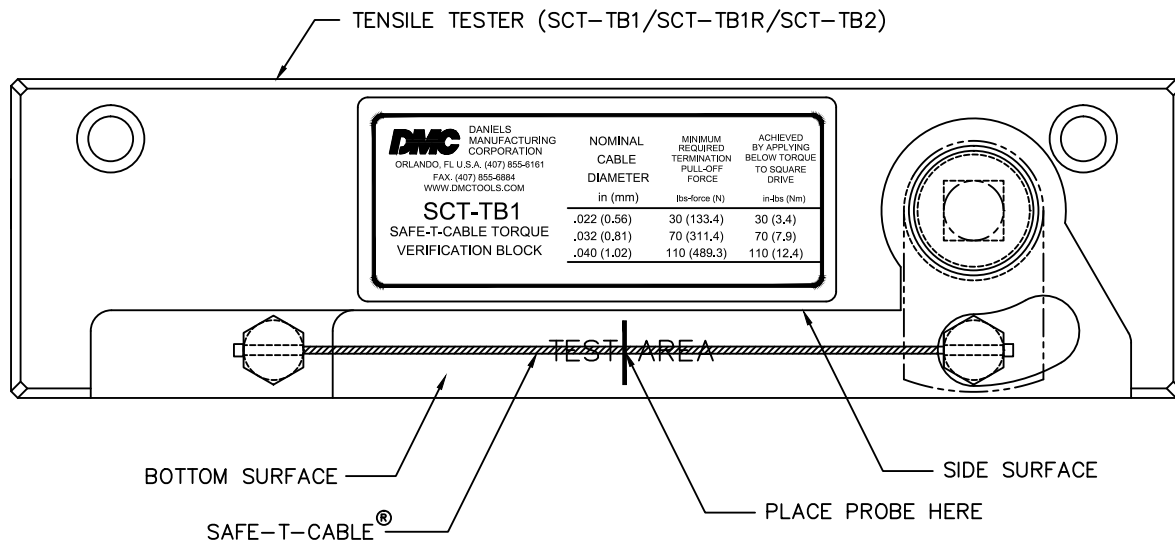 TENSILE TESTER (SCT-TB1/SCT-TB1R/SCT-TB2)
DMC
DANIELS
MANUFACTURING
CORPORATION
ORLANDO, FL U.S.A. (407) 855-6161
FAX. (407) 855-6884
WWW.DMCTOOLS.COM
SCT-TB1
SAFE-T-CABLE TORQUE
VERIFICATION BLOCK
NOMINAL
CABLE
DIAMETER
in (mm)
MINIMUM
REQUIRED
TERMINATION
PULL-OFF
FORCE
lbs-force (N)
ACHIEVED
BY APPLYING
BELOW TORQUE
TO SQUARE
DRIVE
in-lbs (Nm)
.022 (0.56) 30 (133.4) 30 (3.4)
.032 (0.81) 70 (311.4) 70 (7.9)
.040 (1.02) 110 (489.3) 110 (12.4)
TEST AREA
BOTTOM SURFACE
SIDE SURFACE
SAFE-T-CABLE®
PLACE PROBE HERE